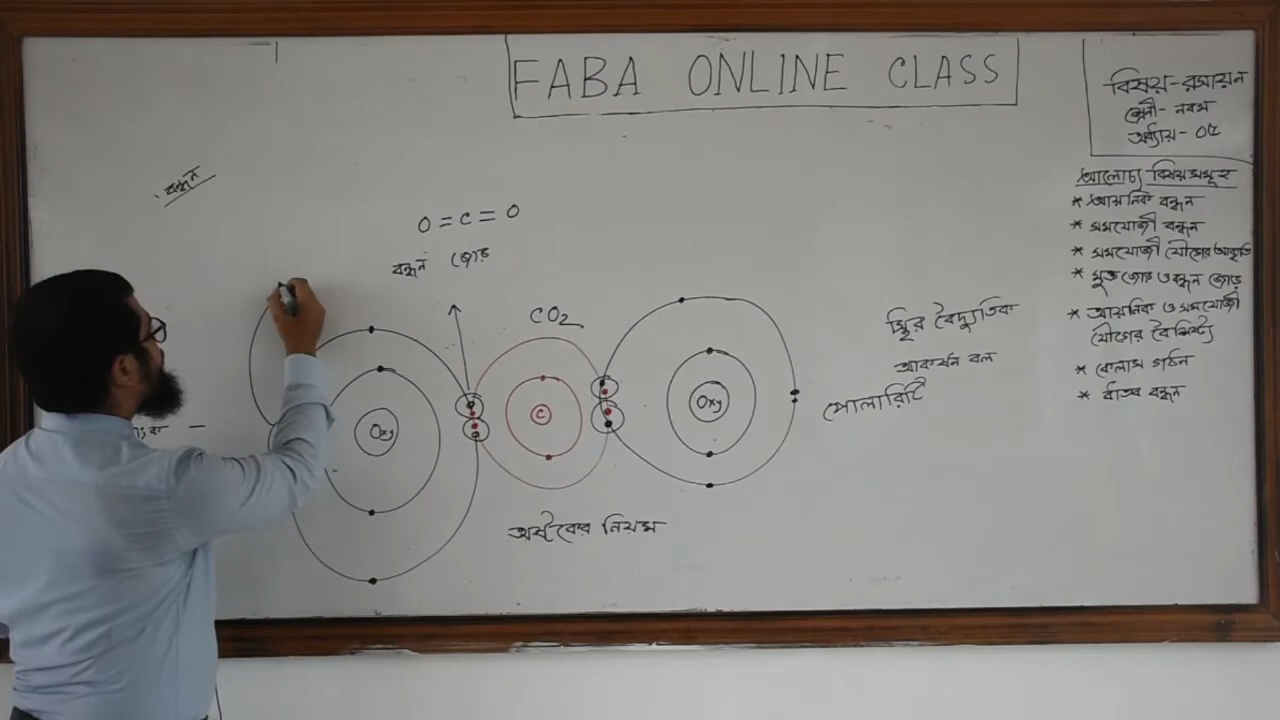 FABA ONLINE CLASS
বিষয়-রসায়ন
শ্রেনী- নবম
অধ্যায়- ০৫
আলোচ্য বিষয়সমূহ
* আয়নিক বন্ধন
* সমযোজী বন্ধন
* সমযোজী যৌগের আকৃতি
* মুক্ত জোড় ও বন্ধন জোড়
* আয়নিক ও সমযোজী
যৌগের বৈশিষ্ট্য
* কেলাস গঠন
* ধাতব বন্ধন
বন্ধন
O = C = O
বন্ধন জোড়
CO2
Oxy
C
Oxy
স্থির বৈদ্যুতিক
আকর্ষন বল
পোলারিটি
অষ্টকের নিয়ম